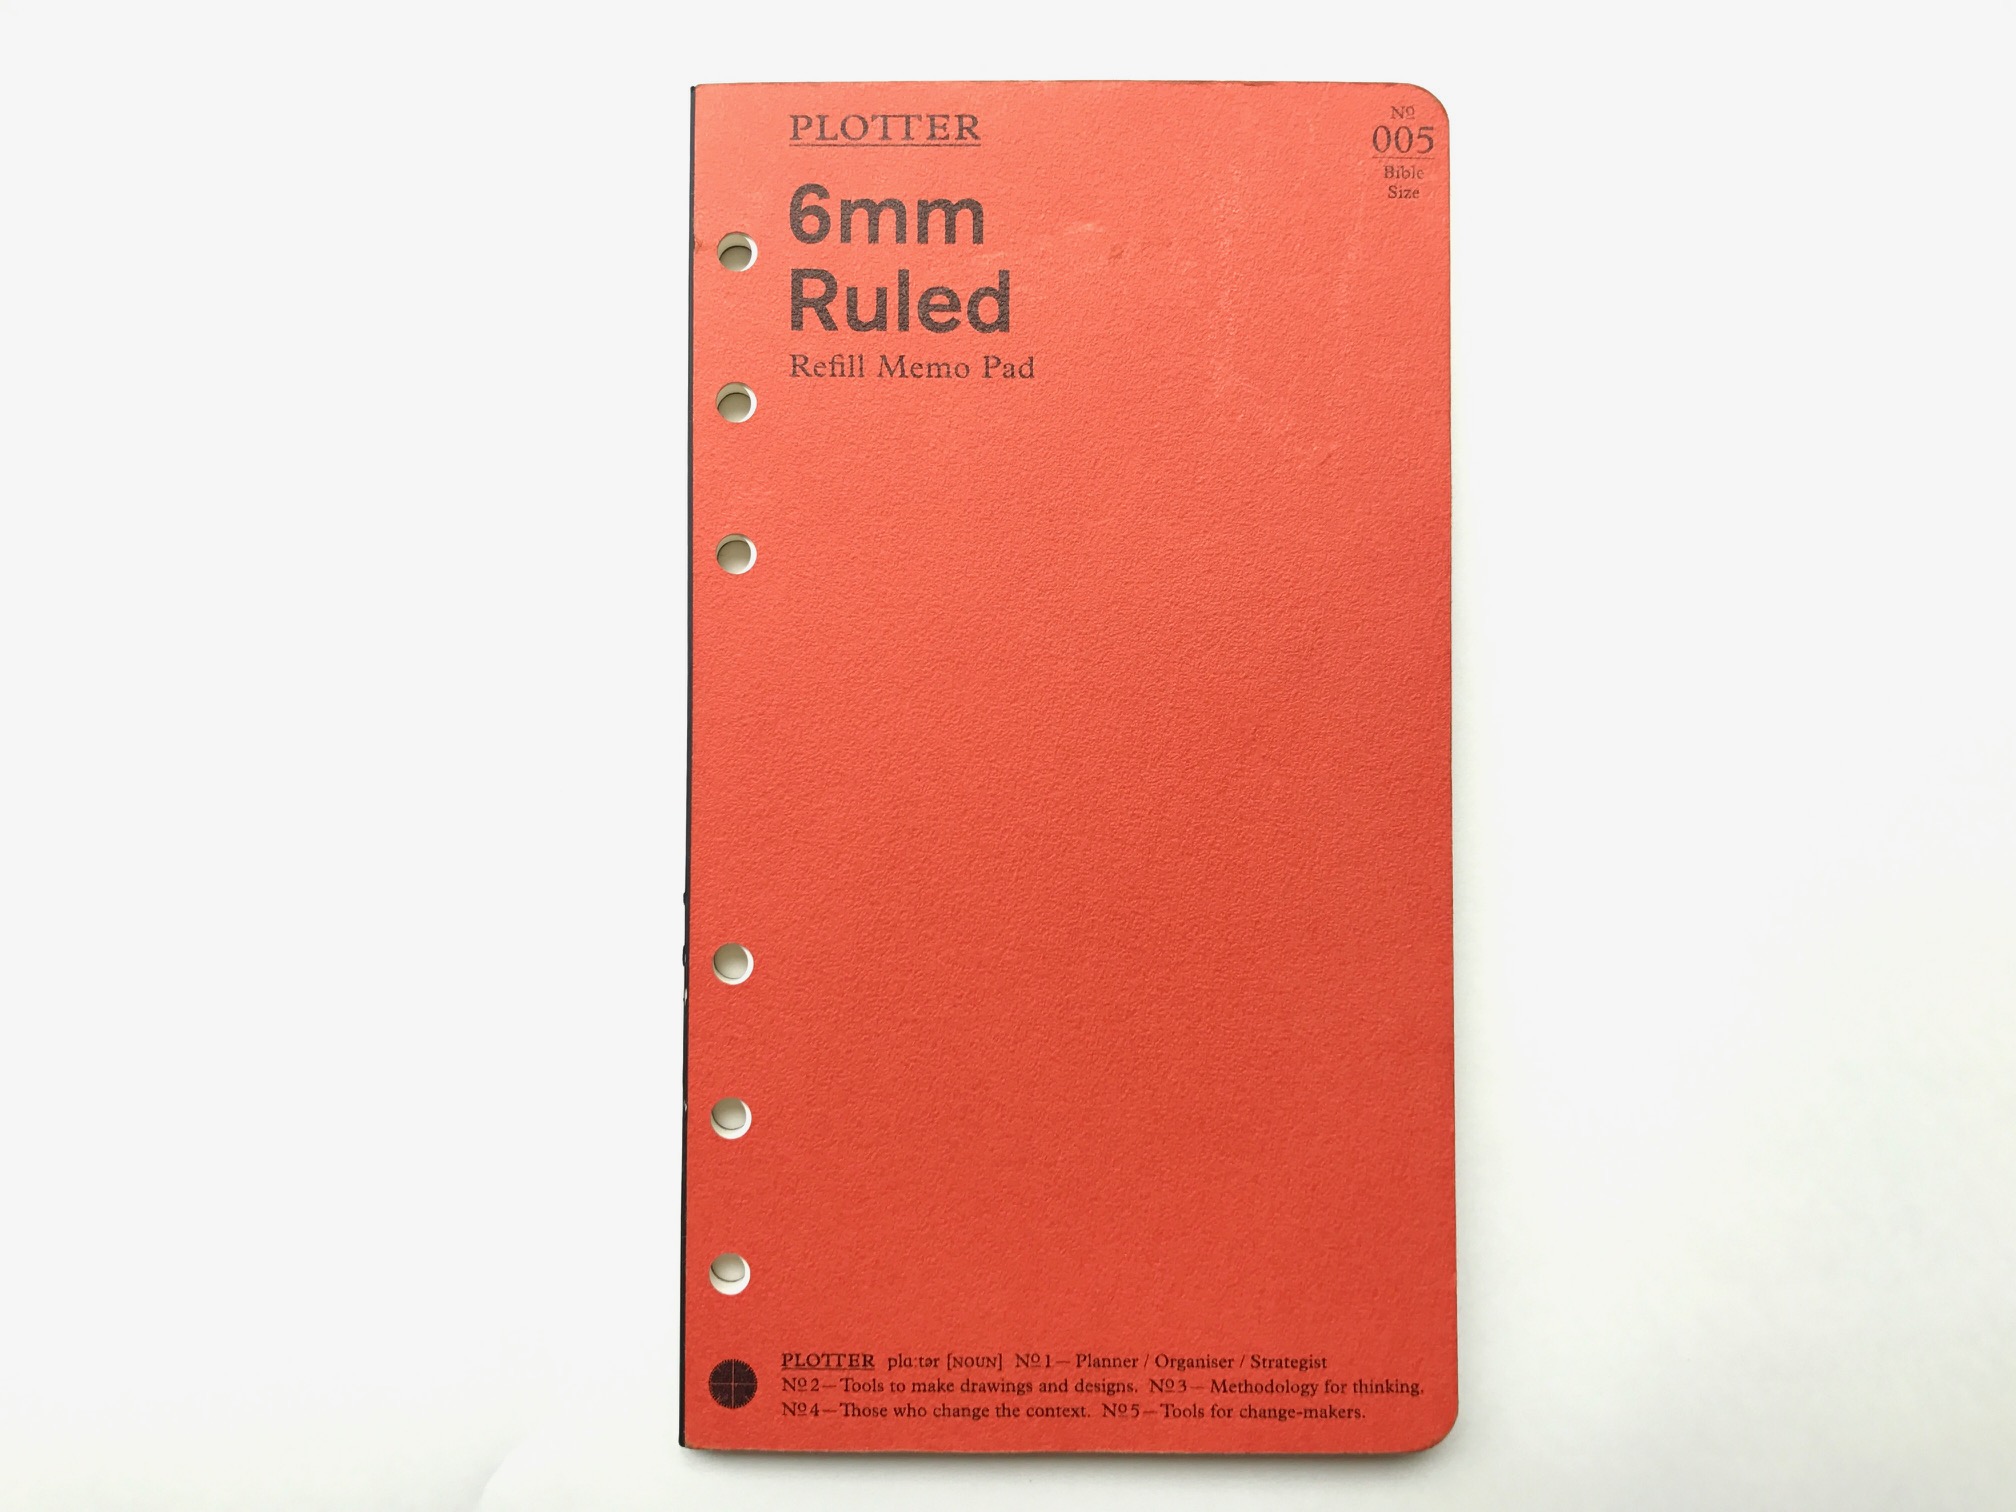 PLOTTER
6mm
Ruled
Refill Memo Pad
Nº
005
Bible
Size
PLOTTER plɑːtər [NOUN] Nº1—Planner / Organiser / Strategist
Nº2—Tools to make drawings and designs. Nº3—Methodology for thinking.
Nº4—Those who change the context. Nº5—Tools for change-makers.